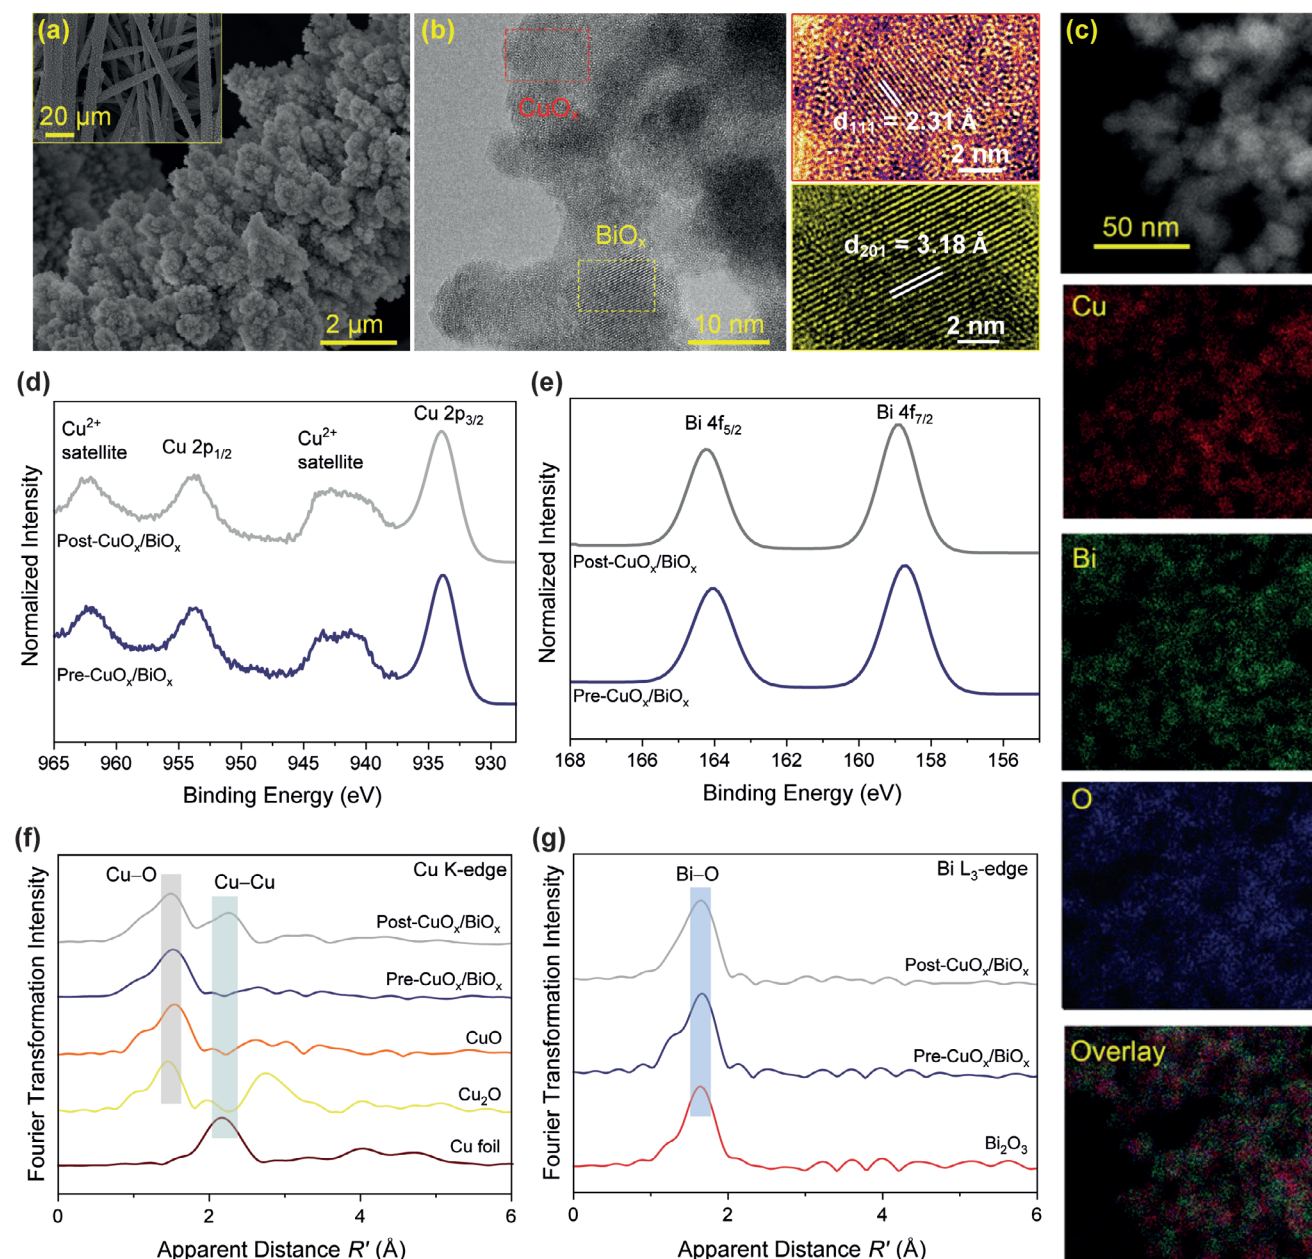 (a)
20 µm
2 µm
(b)
CuOₓ
BiOₓ
10 nm
d₁₁₁ = 2.31 Å
2 nm
d₂₀₁ = 3.18 Å
2 nm
(c)
50 nm
Cu
Bi
O
Overlay
(d)
Normalized Intensity
Cu²⁺
satellite
Cu 2p₁/₂
Cu²⁺
satellite
Cu 2p₃/₂
Post-CuOₓ/BiOₓ
Pre-CuOₓ/BiOₓ
965 960 955 950 945 940 935 930
Binding Energy (eV)
(e)
Normalized Intensity
Bi 4f₅/₂
Bi 4f₇/₂
Post-CuOₓ/BiOₓ
Pre-CuOₓ/BiOₓ
168 166 164 162 160 158 156
Binding Energy (eV)
(f)
Fourier Transformation Intensity
Cu–O
Cu–Cu
Cu K-edge
Post-CuOₓ/BiOₓ
Pre-CuOₓ/BiOₓ
CuO
Cu₂O
Cu foil
0 2 4 6
Apparent Distance R′ (Å)
(g)
Fourier Transformation Intensity
Bi–O
Bi L₃-edge
Post-CuOₓ/BiOₓ
Pre-CuOₓ/BiOₓ
Bi₂O₃
0 2 4 6
Apparent Distance R′ (Å)